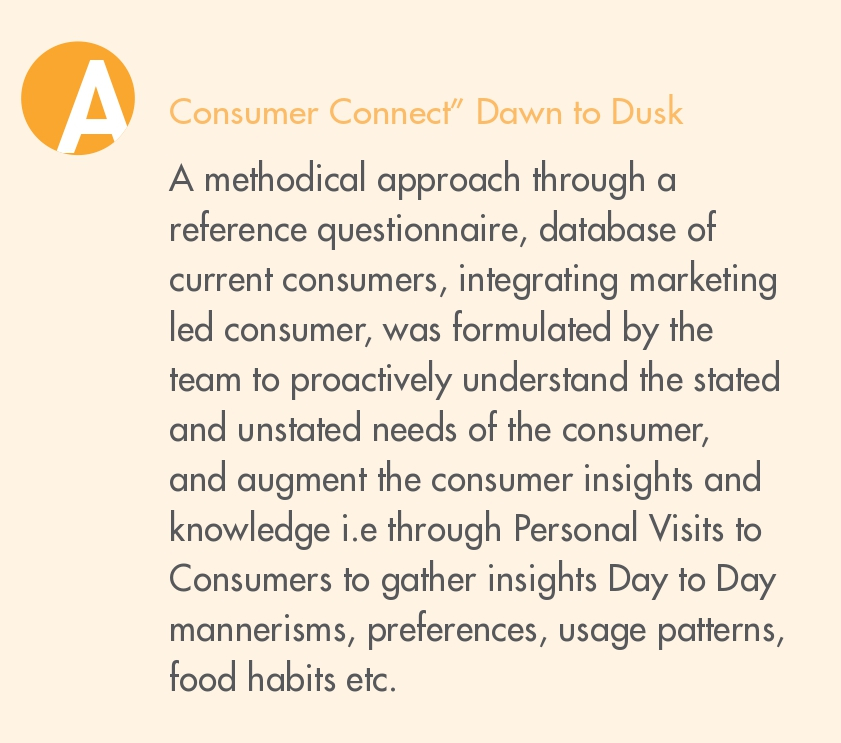 A
Consumer Connect” Dawn to Dusk
A methodical approach through a
reference questionnaire, database of
current consumers, integrating marketing
led consumer, was formulated by the
team to proactively understand the stated
and unstated needs of the consumer,
and augment the consumer insights and
knowledge i.e through Personal Visits to
Consumers to gather insights Day to Day
mannerisms, preferences, usage patterns,
food habits etc.